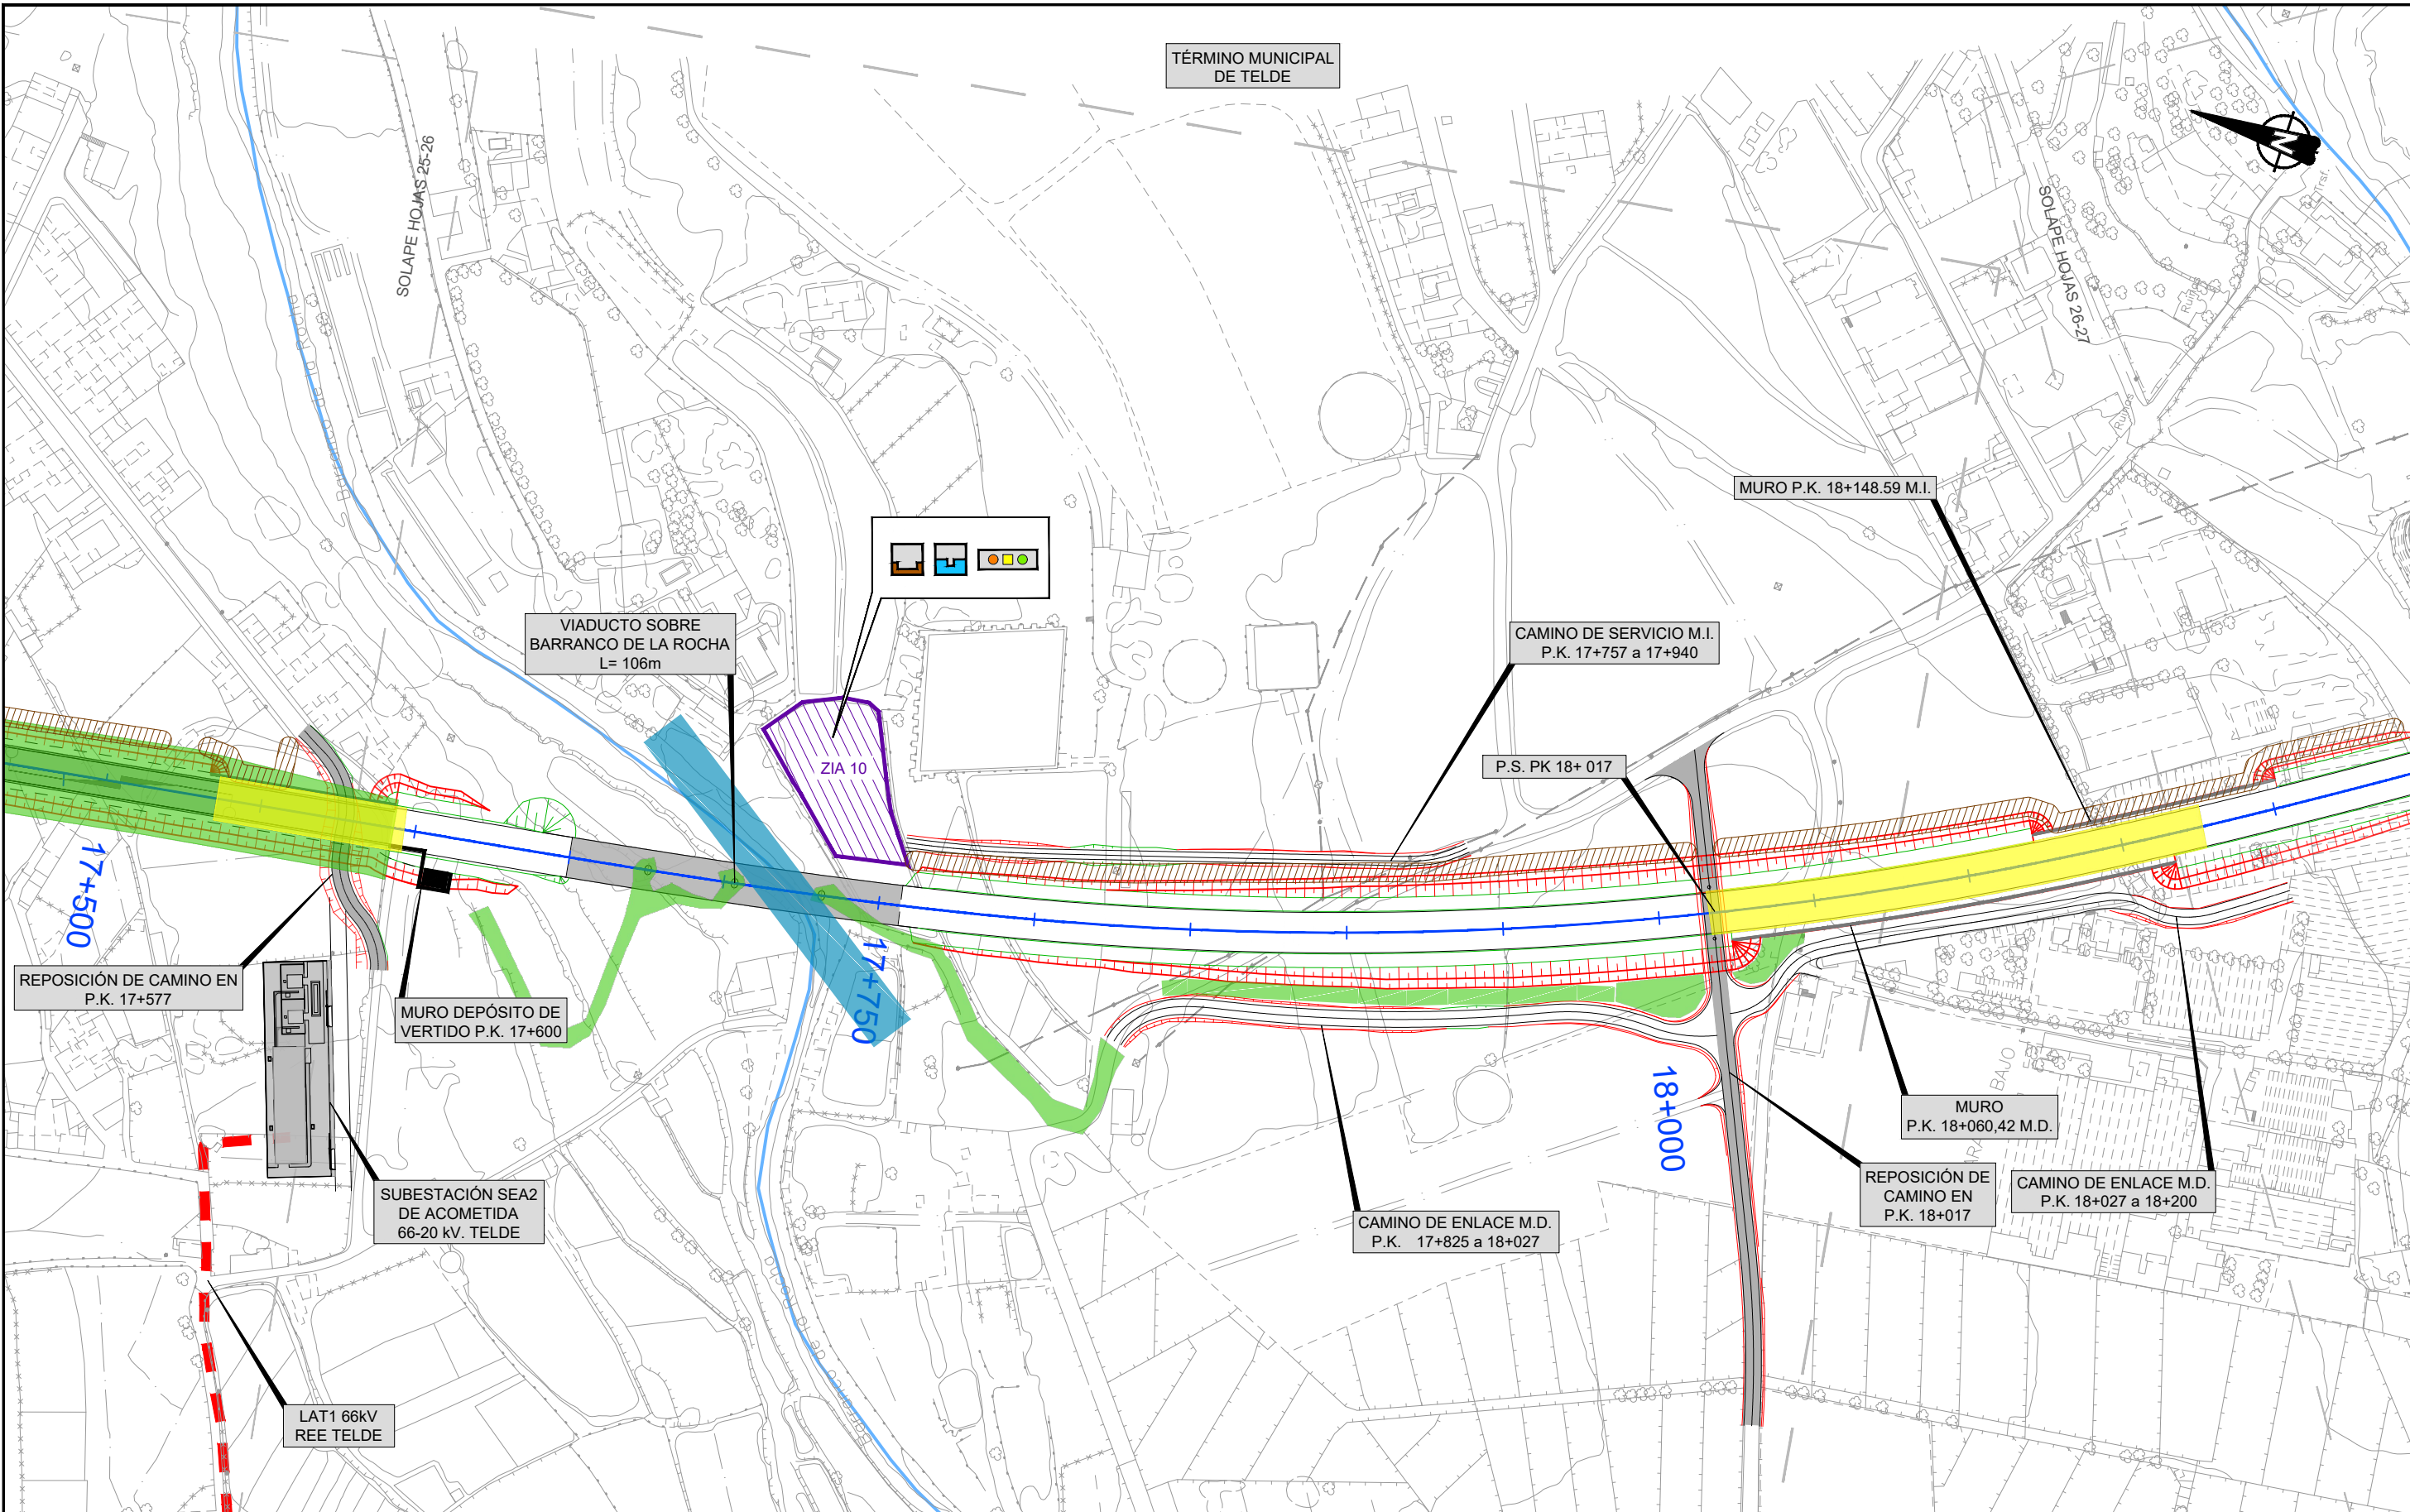 TÉRMINO MUNICIPAL
DE TELDE
SOLAPE HOJAS 25-26
SOLAPE HOJAS 26-27
N
Trsf.
Ruinas
Ruinas
MURO P.K. 18+148.59 M.I.
VIADUCTO SOBRE
BARRANCO DE LA ROCHA
L= 106m
CAMINO DE SERVICIO M.I.
P.K. 17+757 a 17+940
P.S. PK 18+ 017
ZIA 10
17+500
17+750
18+000
REPOSICIÓN DE CAMINO EN
P.K. 17+577
MURO DEPÓSITO DE
VERTIDO P.K. 17+600
SUBESTACIÓN SEA2
DE ACOMETIDA
66-20 kV. TELDE
LAT1 66kV
REE TELDE
CAMINO DE ENLACE M.D.
P.K. 17+825 a 18+027
MURO
P.K. 18+060,42 M.D.
REPOSICIÓN DE
CAMINO EN
P.K. 18+017
CAMINO DE ENLACE M.D.
P.K. 18+027 a 18+200
BAJO